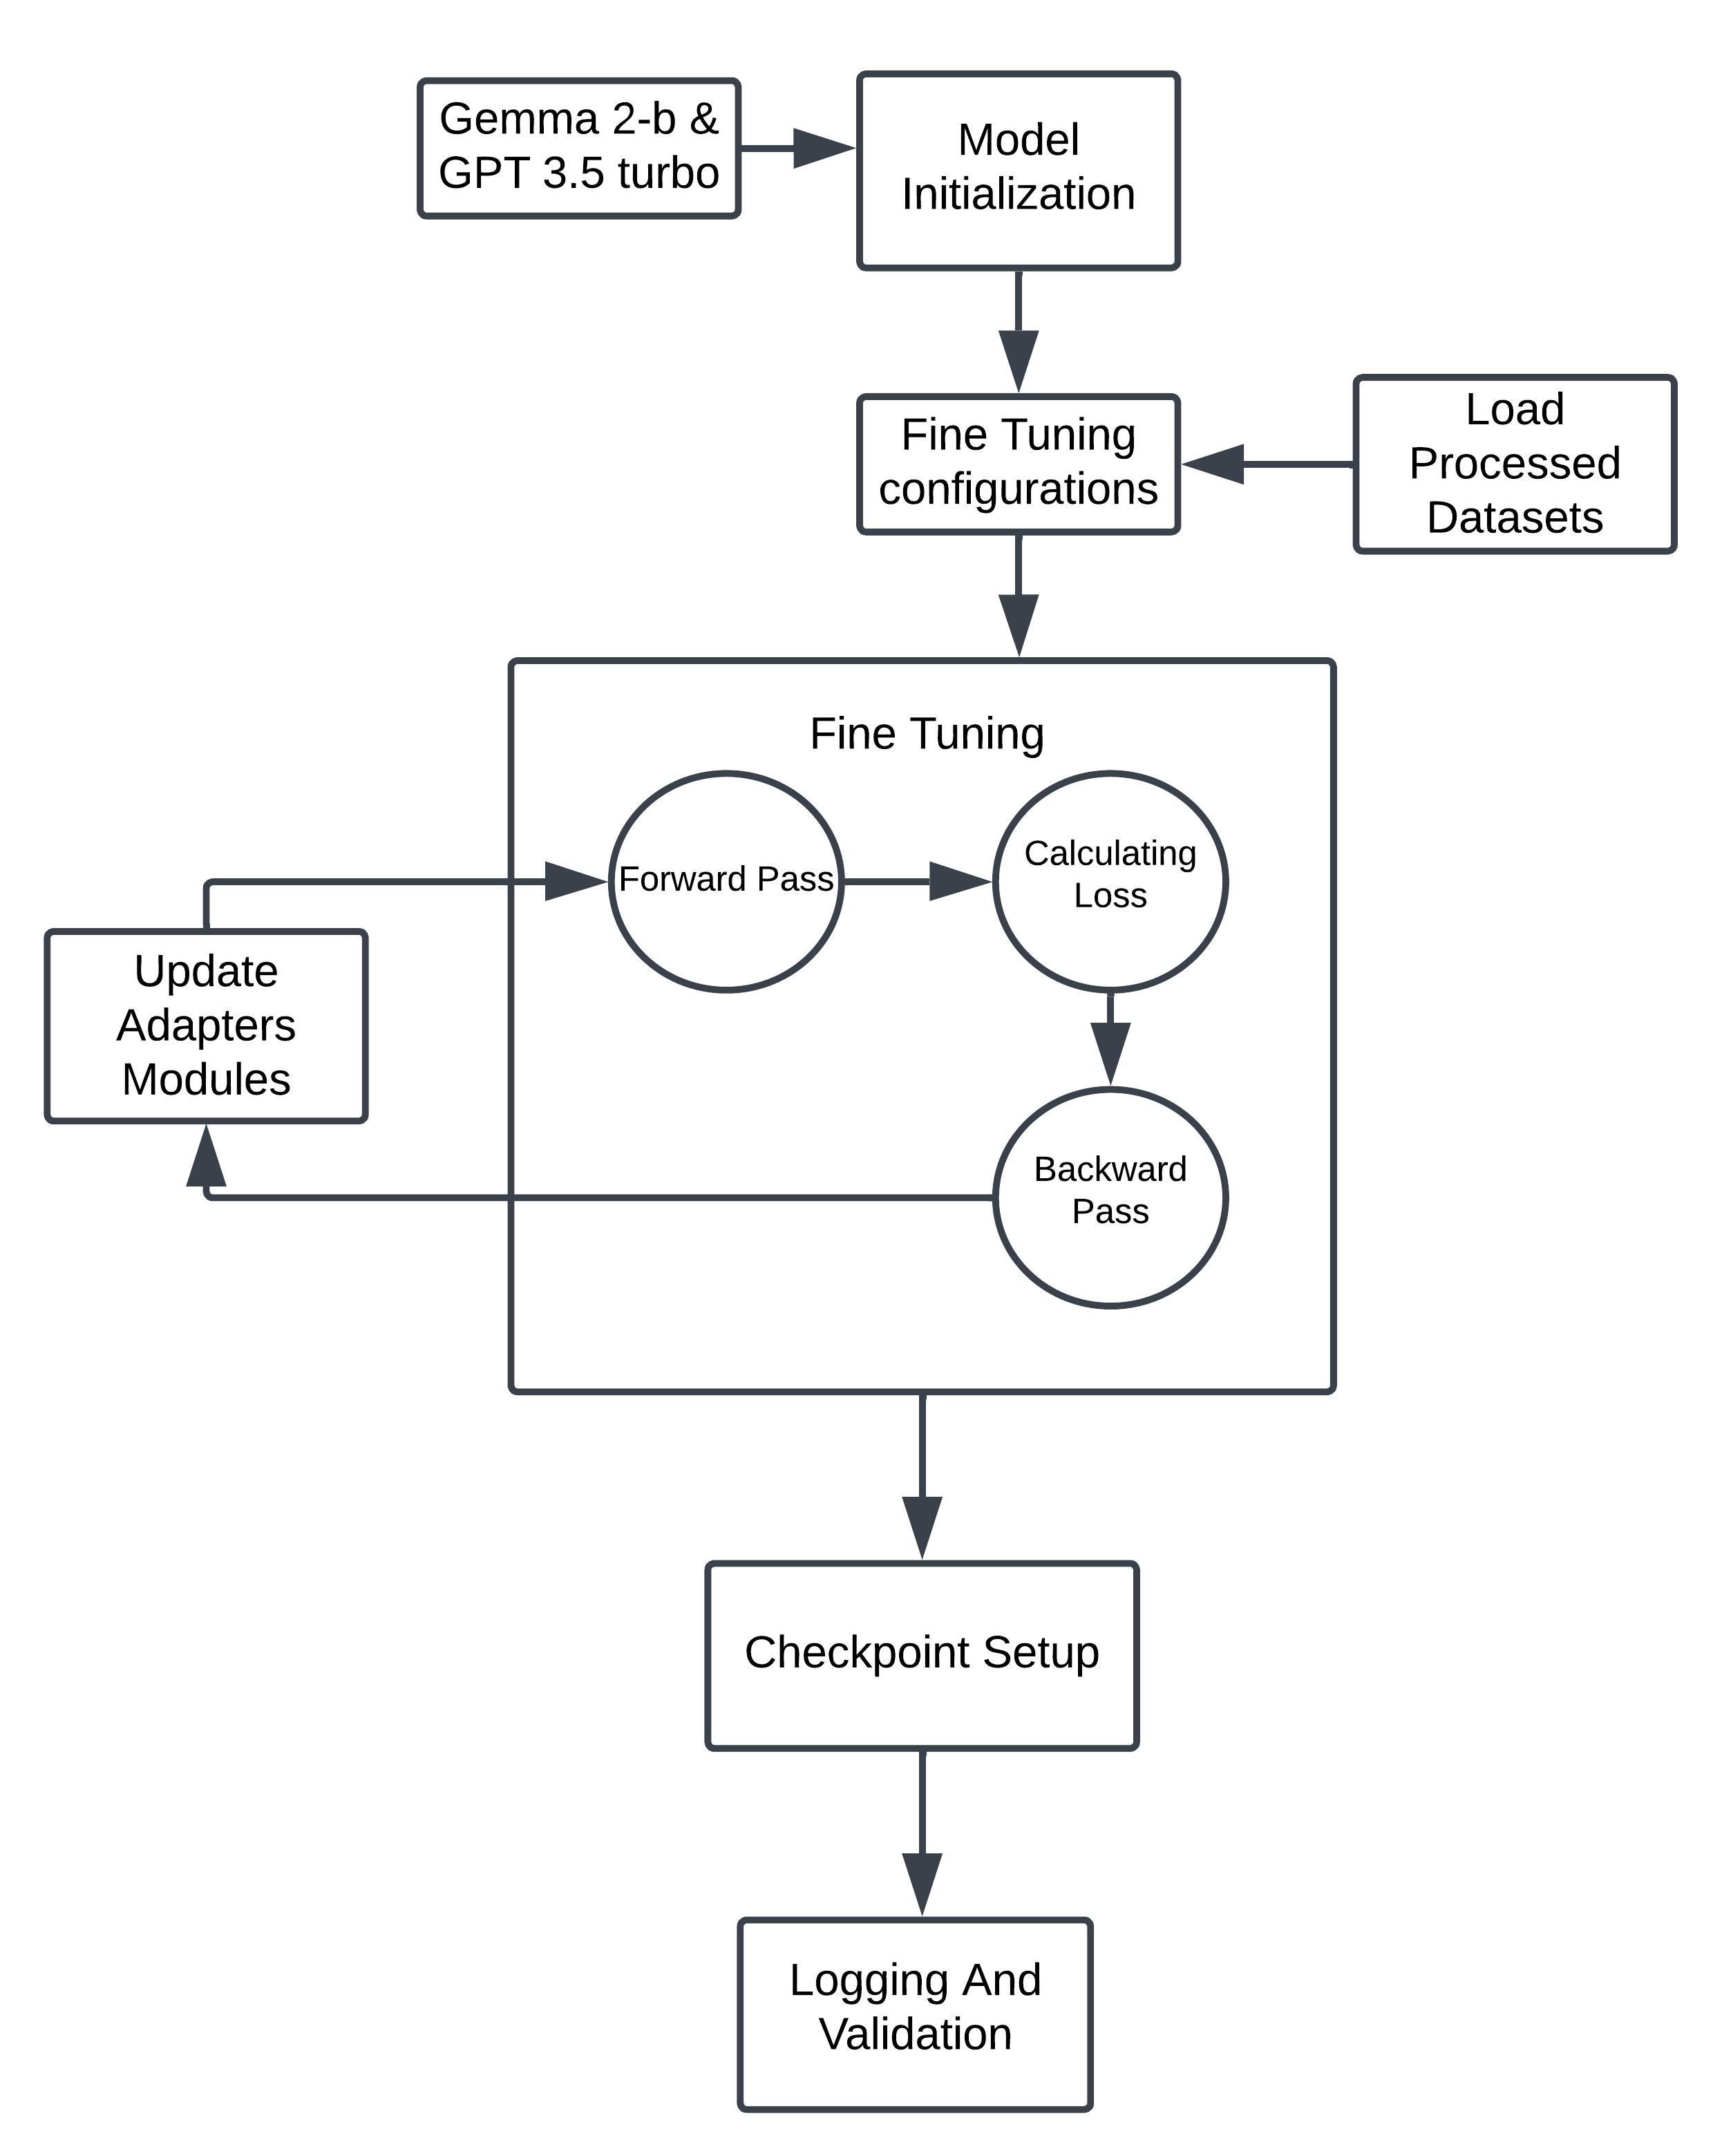 Gemma 2-b &
GPT 3.5 turbo
Model
Initialization
Fine Tuning
configurations
Load
Processed
Datasets
Fine Tuning
Forward Pass
Calculating
Loss
Update
Adapters
Modules
Backward
Pass
Checkpoint Setup
Logging And
Validation